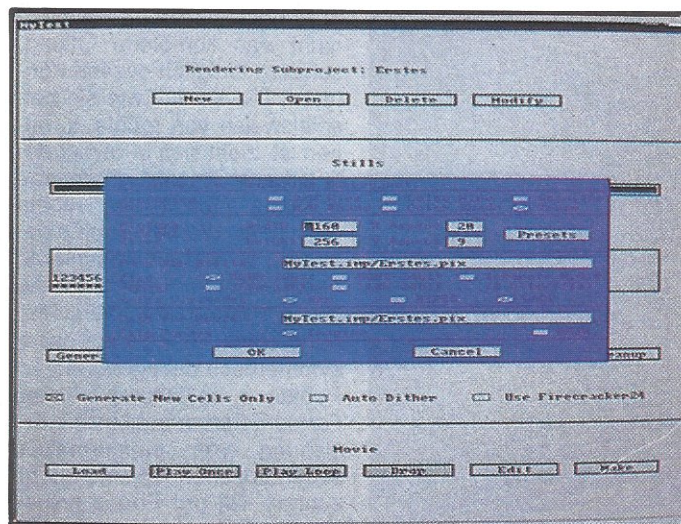 MyTest
Rendering Subproject: Erstes
New Open Delete Modify
Stills
160 20
256 9 Presets
MyTest.imp/Erstes.pix
123456
MyTest.imp/Erstes.pix
OK Cancel
Generate New Cells Only Auto Dither Use Firecracker24
Movie
Load Play Once Play Loop Drop Edit Make